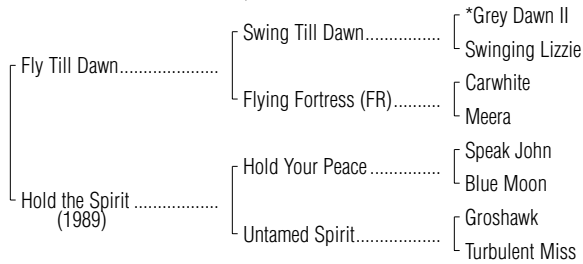 *Grey Dawn II
Swing Till Dawn................
Swinging Lizzie
Fly Till Dawn.....................
Carwhite
Flying Fortress (FR)..........
Meera
Speak John
Hold Your Peace ...............
Blue Moon
Hold the Spirit ..................
(1989)
Groshawk
Untamed Spirit..................
Turbulent Miss